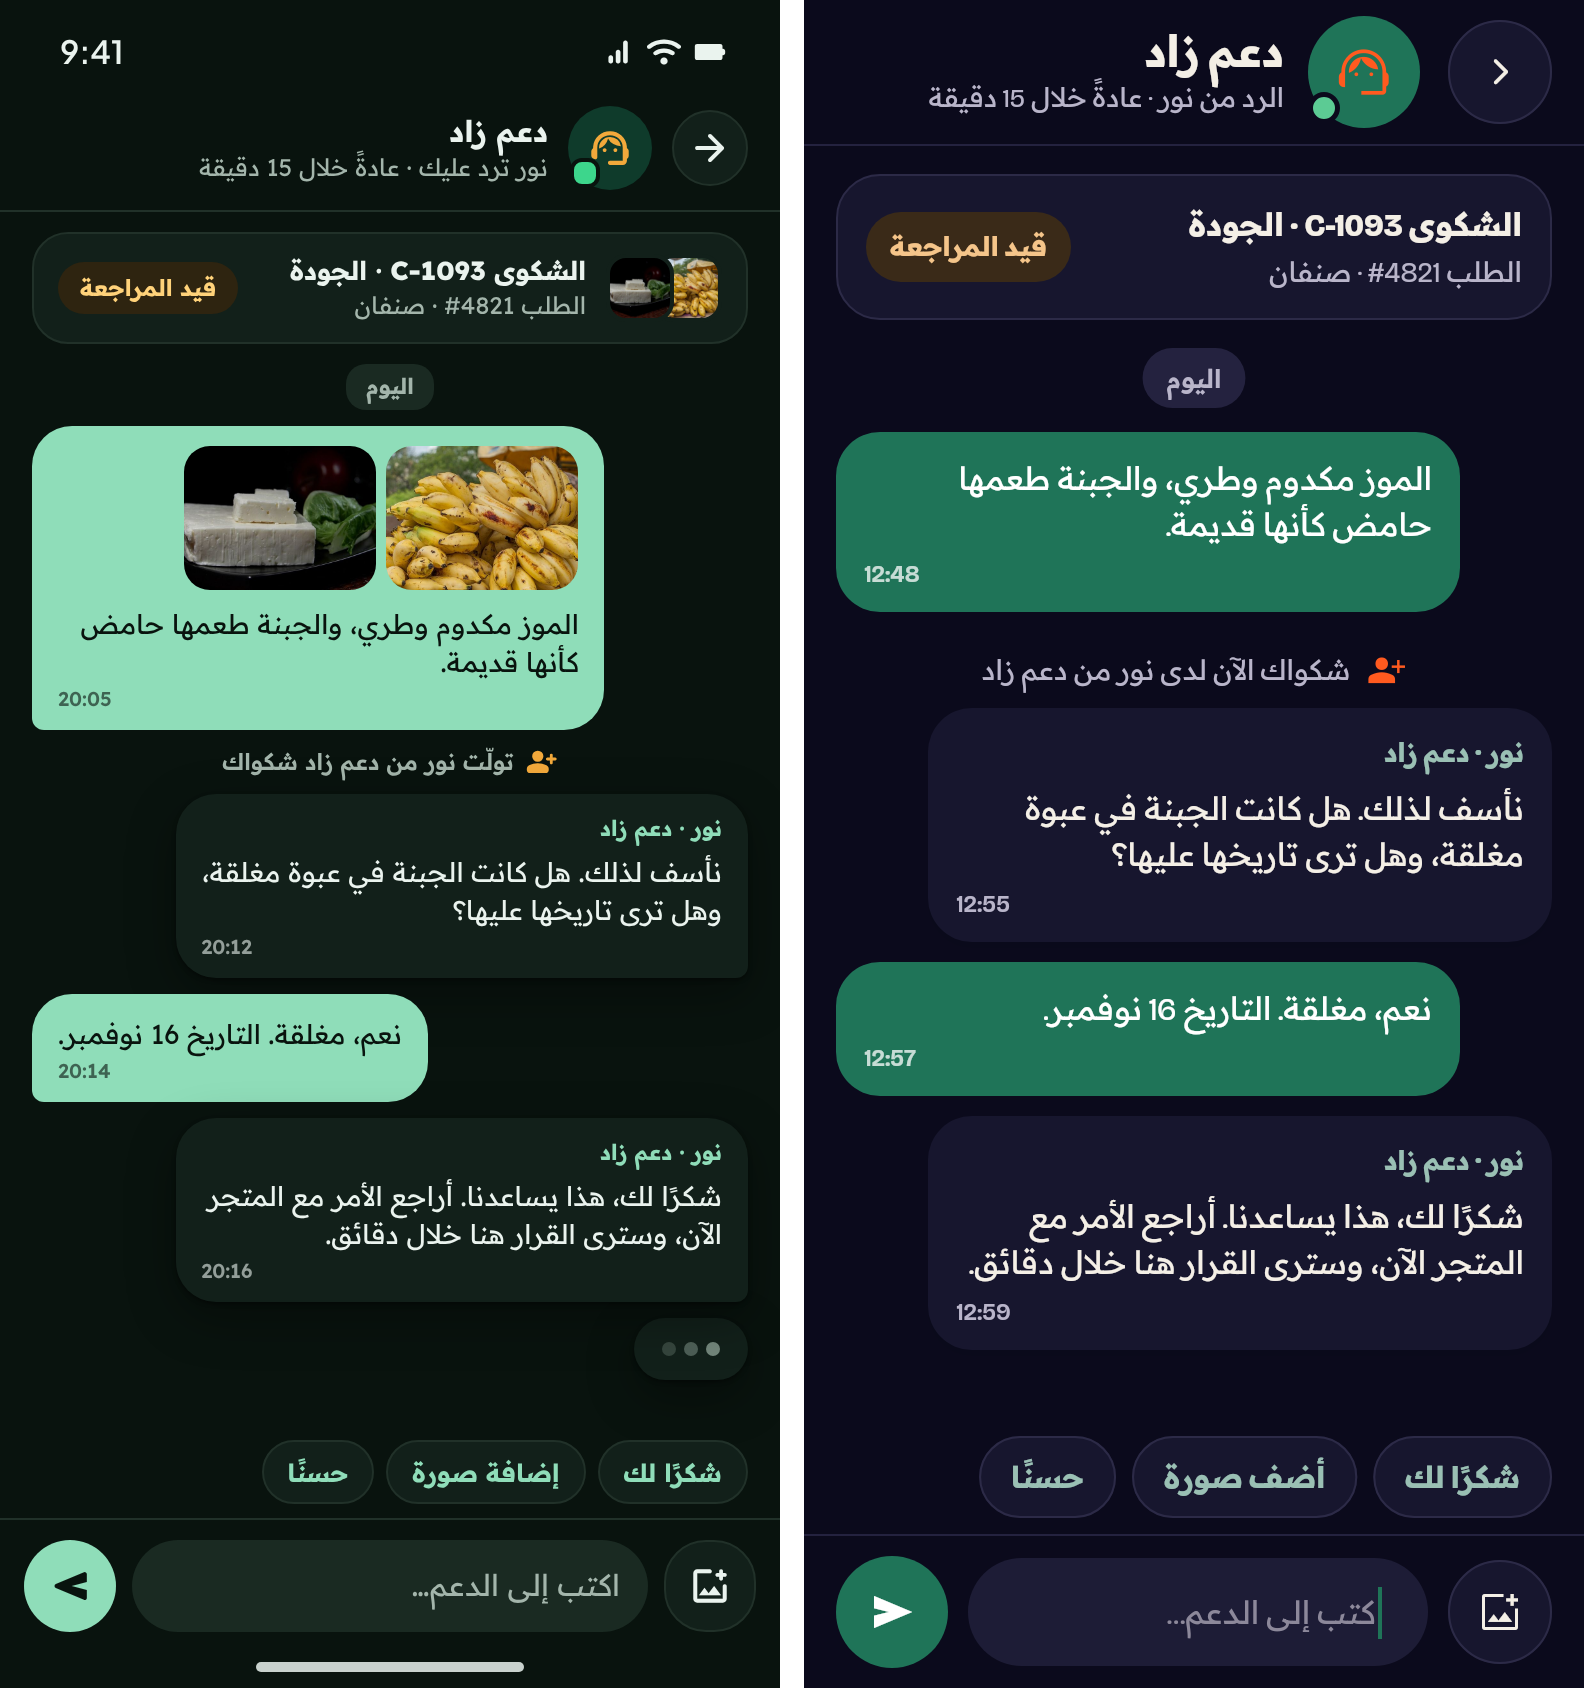 9:41
دعم زاد
نور ترد عليك · عادةً خلال 15 دقيقة
الشكوى C-1093 · الجودة
الطلب 4821# · صنفان
قيد المراجعة
اليوم
الموز مكدوم وطري، والجبنة طعمها حامض
كأنها قديمة.
20:05
تولّت نور من دعم زاد شكواك
نور · دعم زاد
نأسف لذلك. هل كانت الجبنة في عبوة مغلقة،
وهل ترى تاريخها عليها؟
20:12
نعم، مغلقة. التاريخ 16 نوفمبر.
20:14
نور · دعم زاد
شكرًا لك، هذا يساعدنا. أراجع الأمر مع المتجر
الآن، وسترى القرار هنا خلال دقائق.
20:16
شكرًا لك
إضافة صورة
حسنًا
اكتب إلى الدعم...
دعم زاد
الرد من نور · عادةً خلال 15 دقيقة
الشكوى C-1093 · الجودة
الطلب 4821# · صنفان
قيد المراجعة
اليوم
الموز مكدوم وطري، والجبنة طعمها
حامض كأنها قديمة.
12:48
شكواك الآن لدى نور من دعم زاد
نور · دعم زاد
نأسف لذلك. هل كانت الجبنة في عبوة
مغلقة، وهل ترى تاريخها عليها؟
12:55
نعم، مغلقة. التاريخ 16 نوفمبر.
12:57
نور · دعم زاد
شكرًا لك، هذا يساعدنا. أراجع الأمر مع
المتجر الآن، وسترى القرار هنا خلال دقائق.
12:59
شكرًا لك
أضف صورة
حسنًا
كتب إلى الدعم...